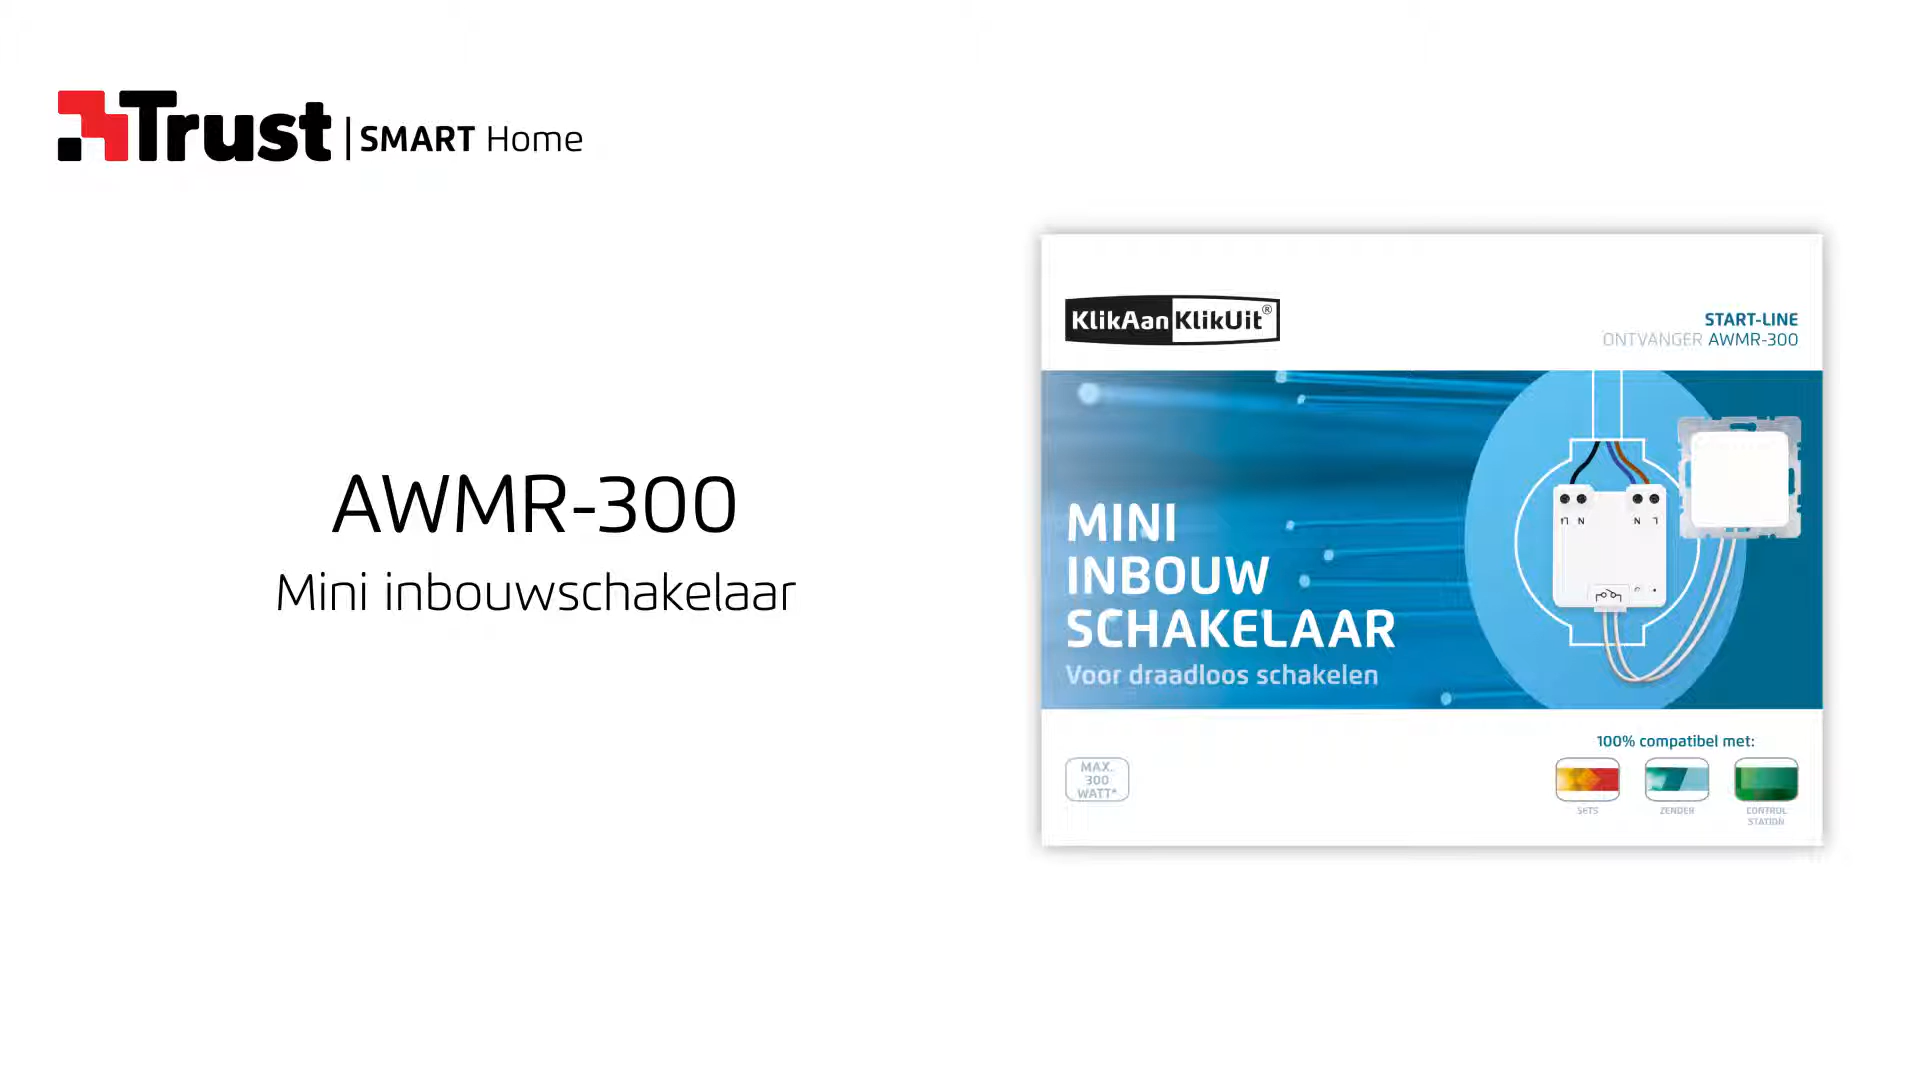 Trust | SMART Home
AWMR-300
Mini inbouwschakelaar
KlikAanKlikUit®
START-LINE
ONTVANGER AWMR-300
N
N
L
MINI
INBOUW
SCHAKELAAR
Voor draadloos schakelen
MAX.
300
WATT*
100% compatibel met:
SETS
ZENDER
CONTROL
STATION